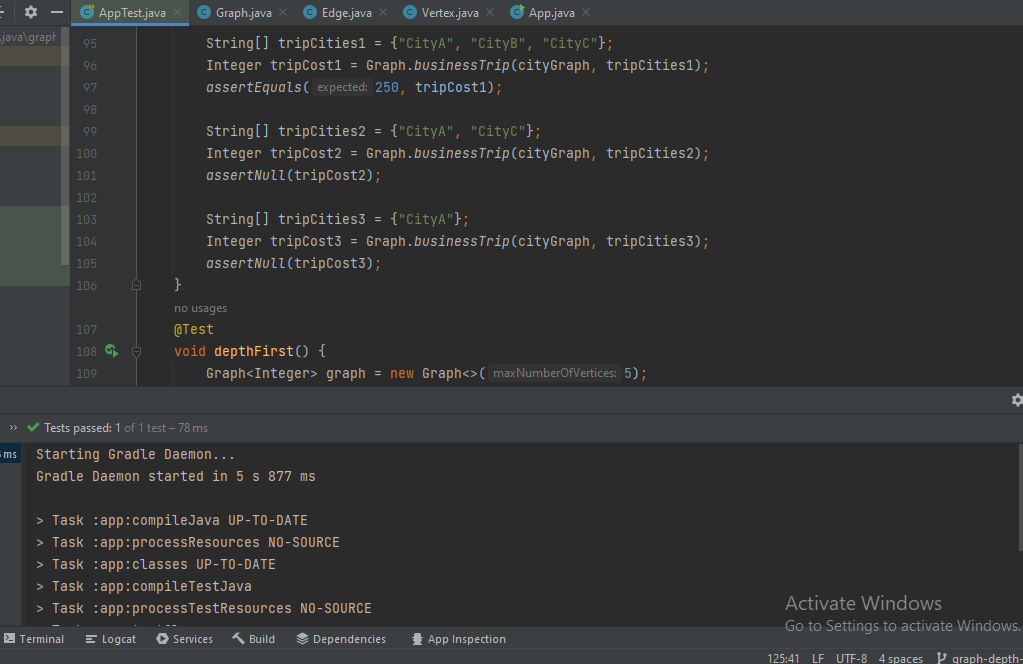 AppTest.java Graph.java Edge.java Vertex.java App.java
\java\graph
95 String[] tripCities1 = {"CityA", "CityB", "CityC"};
96 Integer tripCost1 = Graph.businessTrip(cityGraph, tripCities1);
97 assertEquals( expected: 250, tripCost1);
98
99 String[] tripCities2 = {"CityA", "CityC"};
100 Integer tripCost2 = Graph.businessTrip(cityGraph, tripCities2);
101 assertNull(tripCost2);
102
103 String[] tripCities3 = {"CityA"};
104 Integer tripCost3 = Graph.businessTrip(cityGraph, tripCities3);
105 assertNull(tripCost3);
106 }
no usages
107 @Test
108 void depthFirst() {
109 Graph<Integer> graph = new Graph<>( maxNumberOfVertices: 5);
» Tests passed: 1 of 1 test – 78 ms
ms Starting Gradle Daemon...
Gradle Daemon started in 5 s 877 ms
> Task :app:compileJava UP-TO-DATE
> Task :app:processResources NO-SOURCE
> Task :app:classes UP-TO-DATE
> Task :app:compileTestJava
> Task :app:processTestResources NO-SOURCE
Activate Windows
Go to Settings to activate Windows.
Terminal Logcat Services Build Dependencies App Inspection
125:41 LF UTF-8 4 spaces graph-depth-